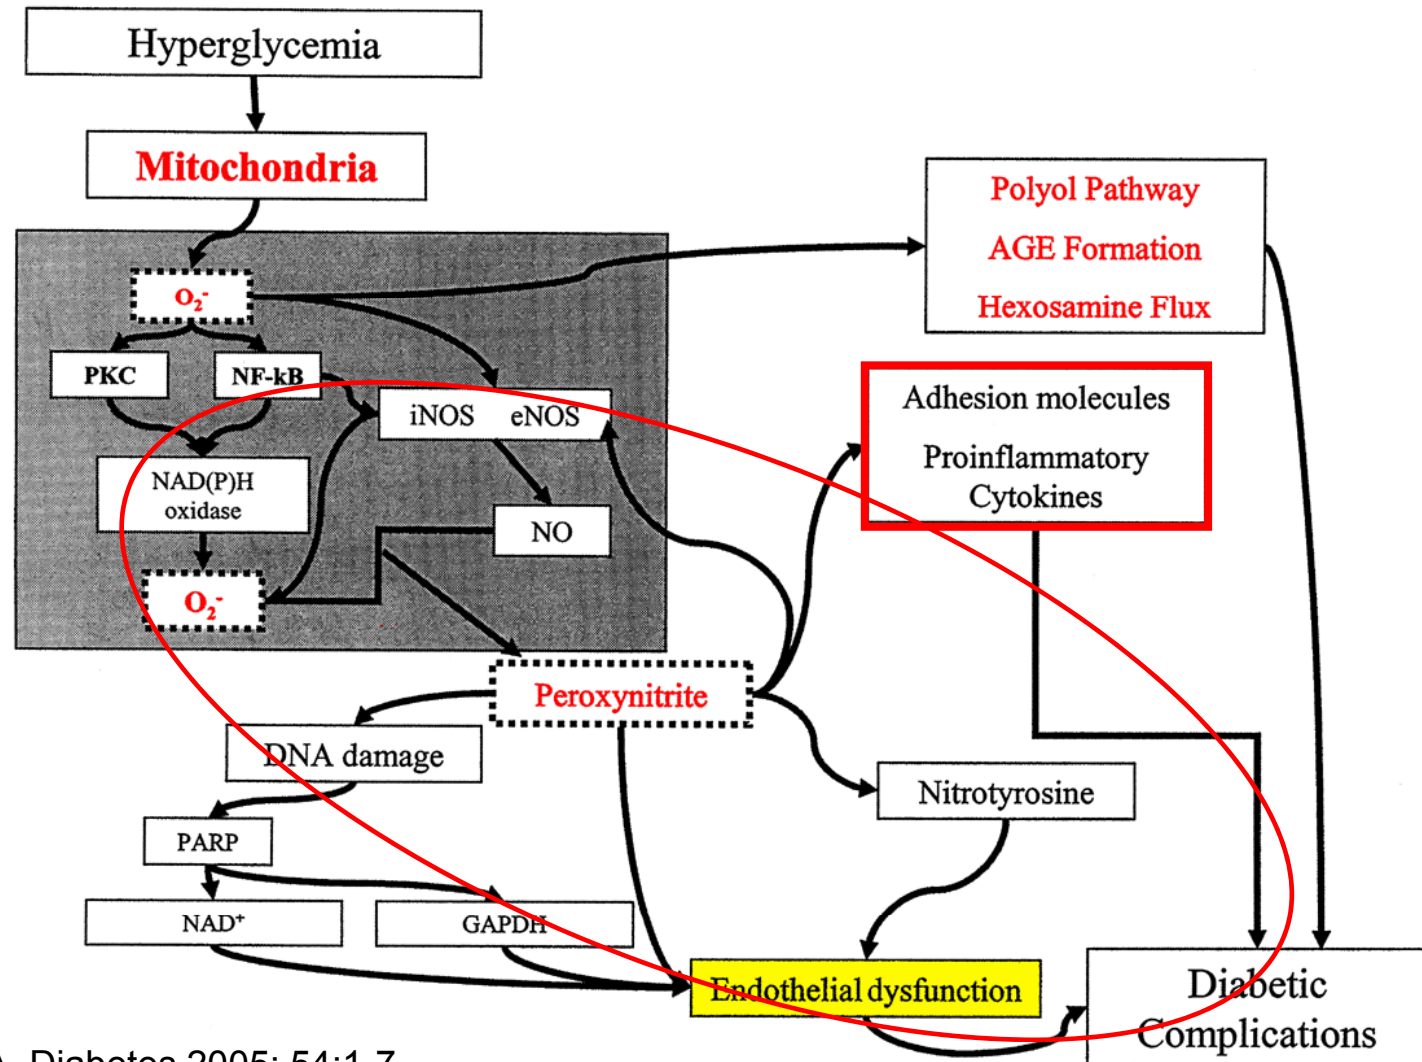 Hyperglycemia
Mitochondria
O₂⁻
PKC
NF-kB
iNOS eNOS
NAD(P)H
oxidase
NO
O₂⁻
Polyol Pathway
AGE Formation
Hexosamine Flux
Adhesion molecules
Proinflammatory
Cytokines
Peroxynitrite
DNA damage
Nitrotyrosine
PARP
NAD⁺
GAPDH
Endothelial dysfunction
Diabetic
Complications
Diabetes 2005; 54:1-7